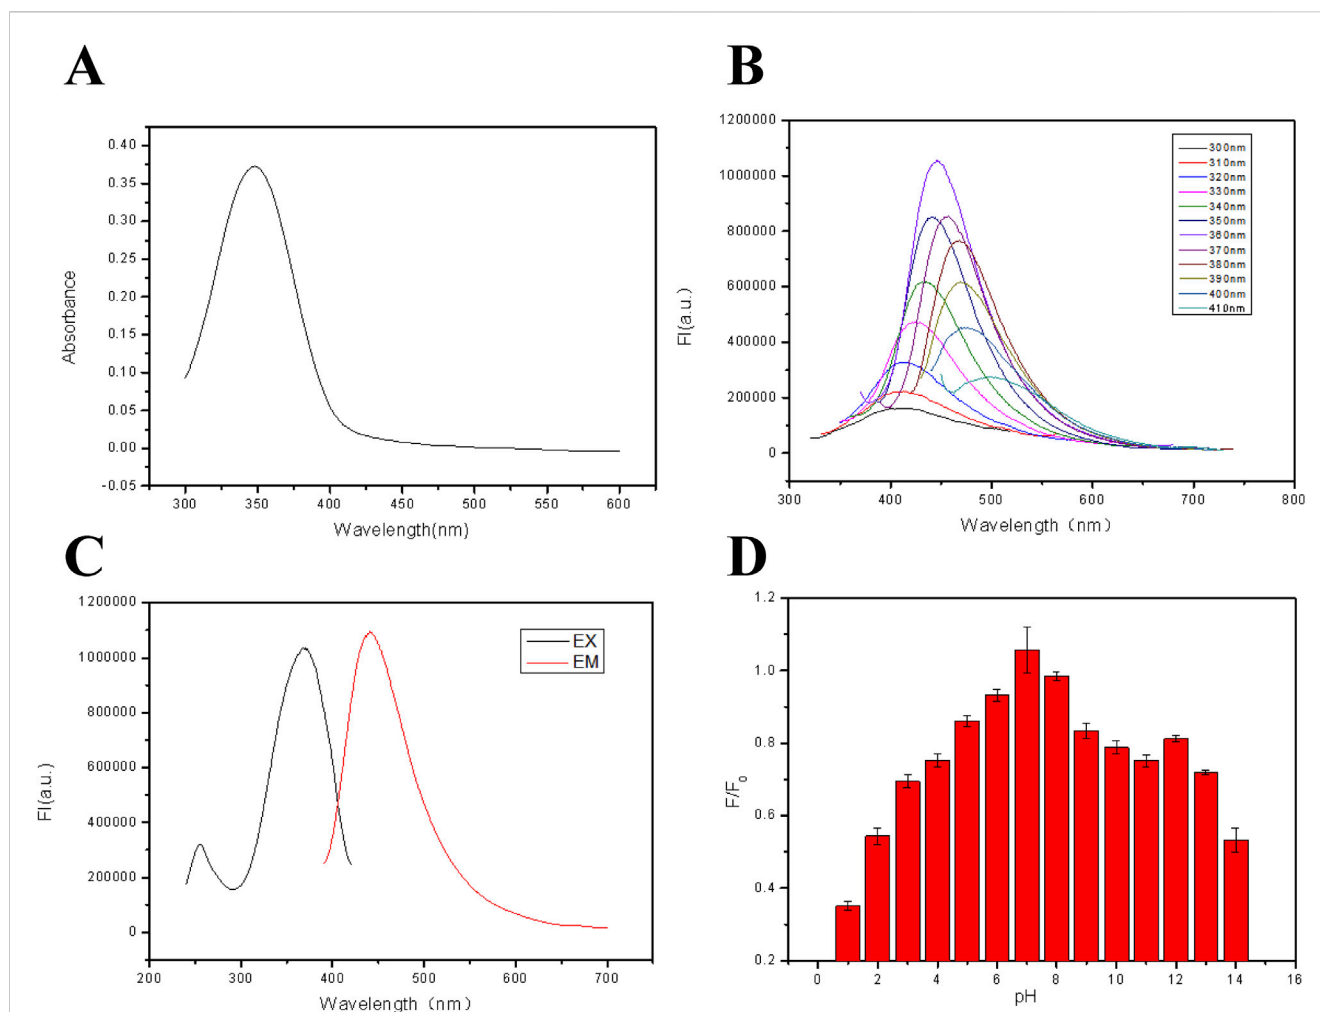 A
0.40
0.35
0.30
0.25
0.20
0.15
0.10
0.05
0.00
-0.05
Absorbance
300 350 400 450 500 550 600
Wavelength(nm)
B
1200000
1000000
800000
600000
400000
200000
0
FI(a.u.)
300nm
310nm
320nm
330nm
340nm
350nm
360nm
370nm
380nm
390nm
400nm
410nm
300 400 500 600 700 800
Wavelength (nm)
C
1200000
1000000
800000
600000
400000
200000
0
FI(a.u.)
EX
EM
200 300 400 500 600 700
Wavelength (nm)
D
1.2
1.0
0.8
0.6
0.4
0.2
F/F₀
0 2 4 6 8 10 12 14 16
pH